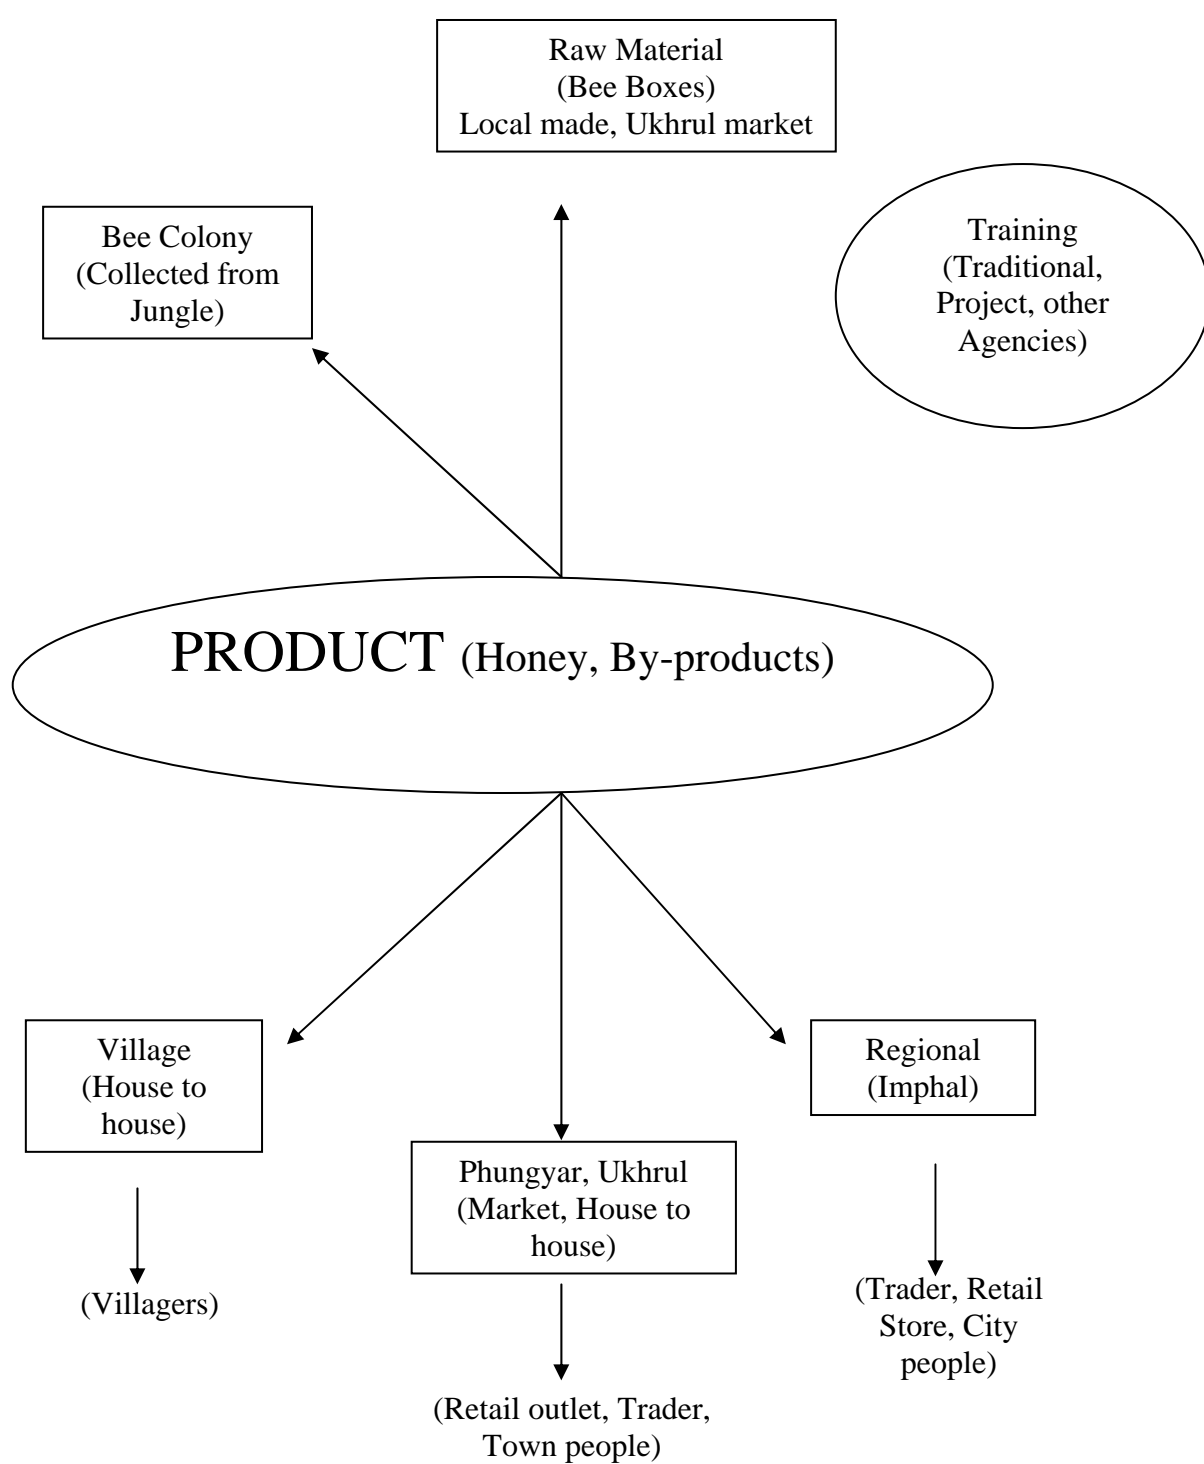 Raw Material
(Bee Boxes)
Local made, Ukhrul market
Bee Colony
(Collected from
Jungle)
Training
(Traditional,
Project, other
Agencies)
PRODUCT (Honey, By-products)
Village
(House to
house)
Phungyar, Ukhrul
(Market, House to
house)
Regional
(Imphal)
(Villagers)
(Retail outlet, Trader,
Town people)
(Trader, Retail
Store, City
people)